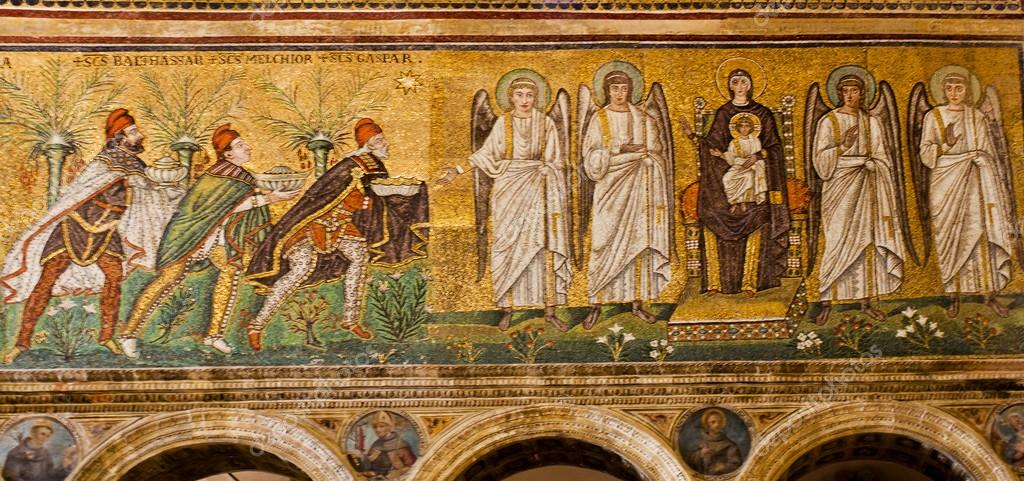 A +SCS BALTHASSAR +SCS MELCHIOR +SCS GASPAR .